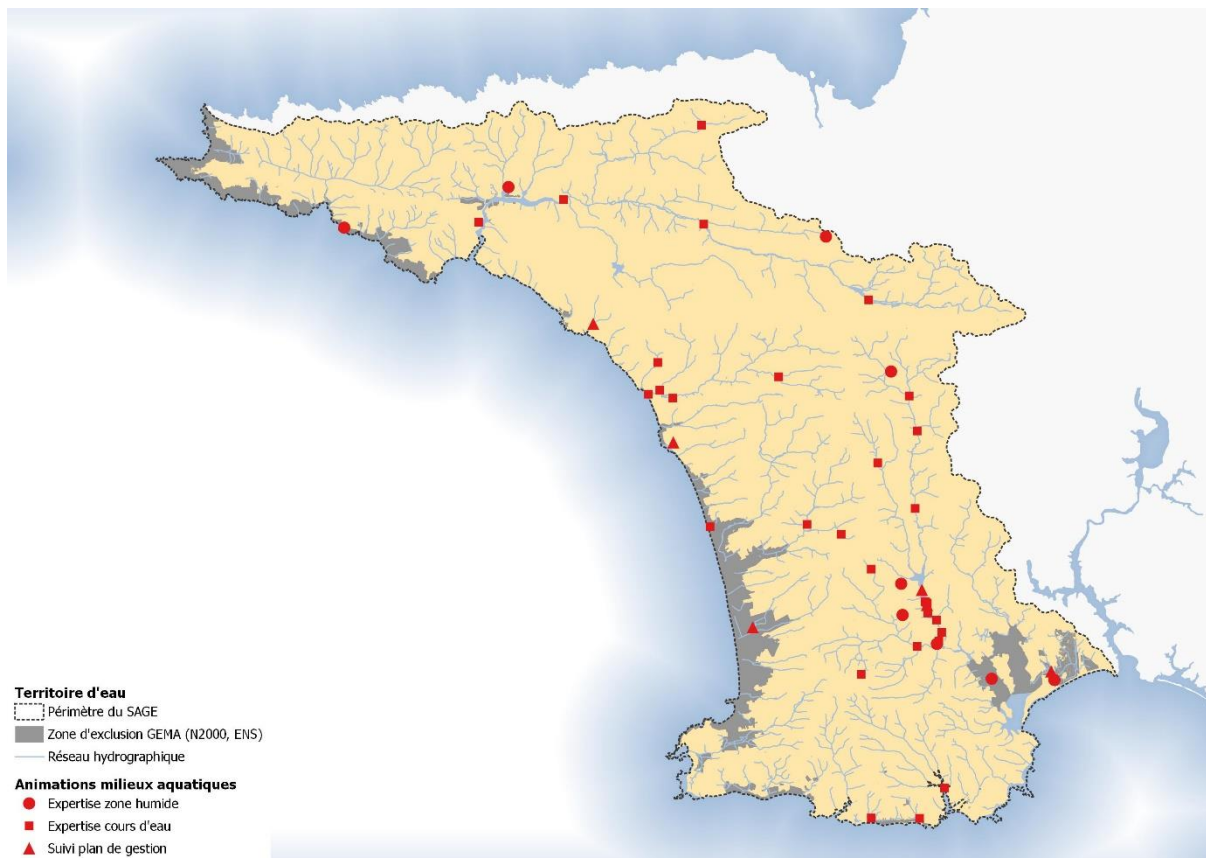 Territoire d'eau
Périmètre du SAGE
Zone d'exclusion GEMA (N2000, ENS)
Réseau hydrographique
Animations milieux aquatiques
Expertise zone humide
Expertise cours d'eau
Suivi plan de gestion